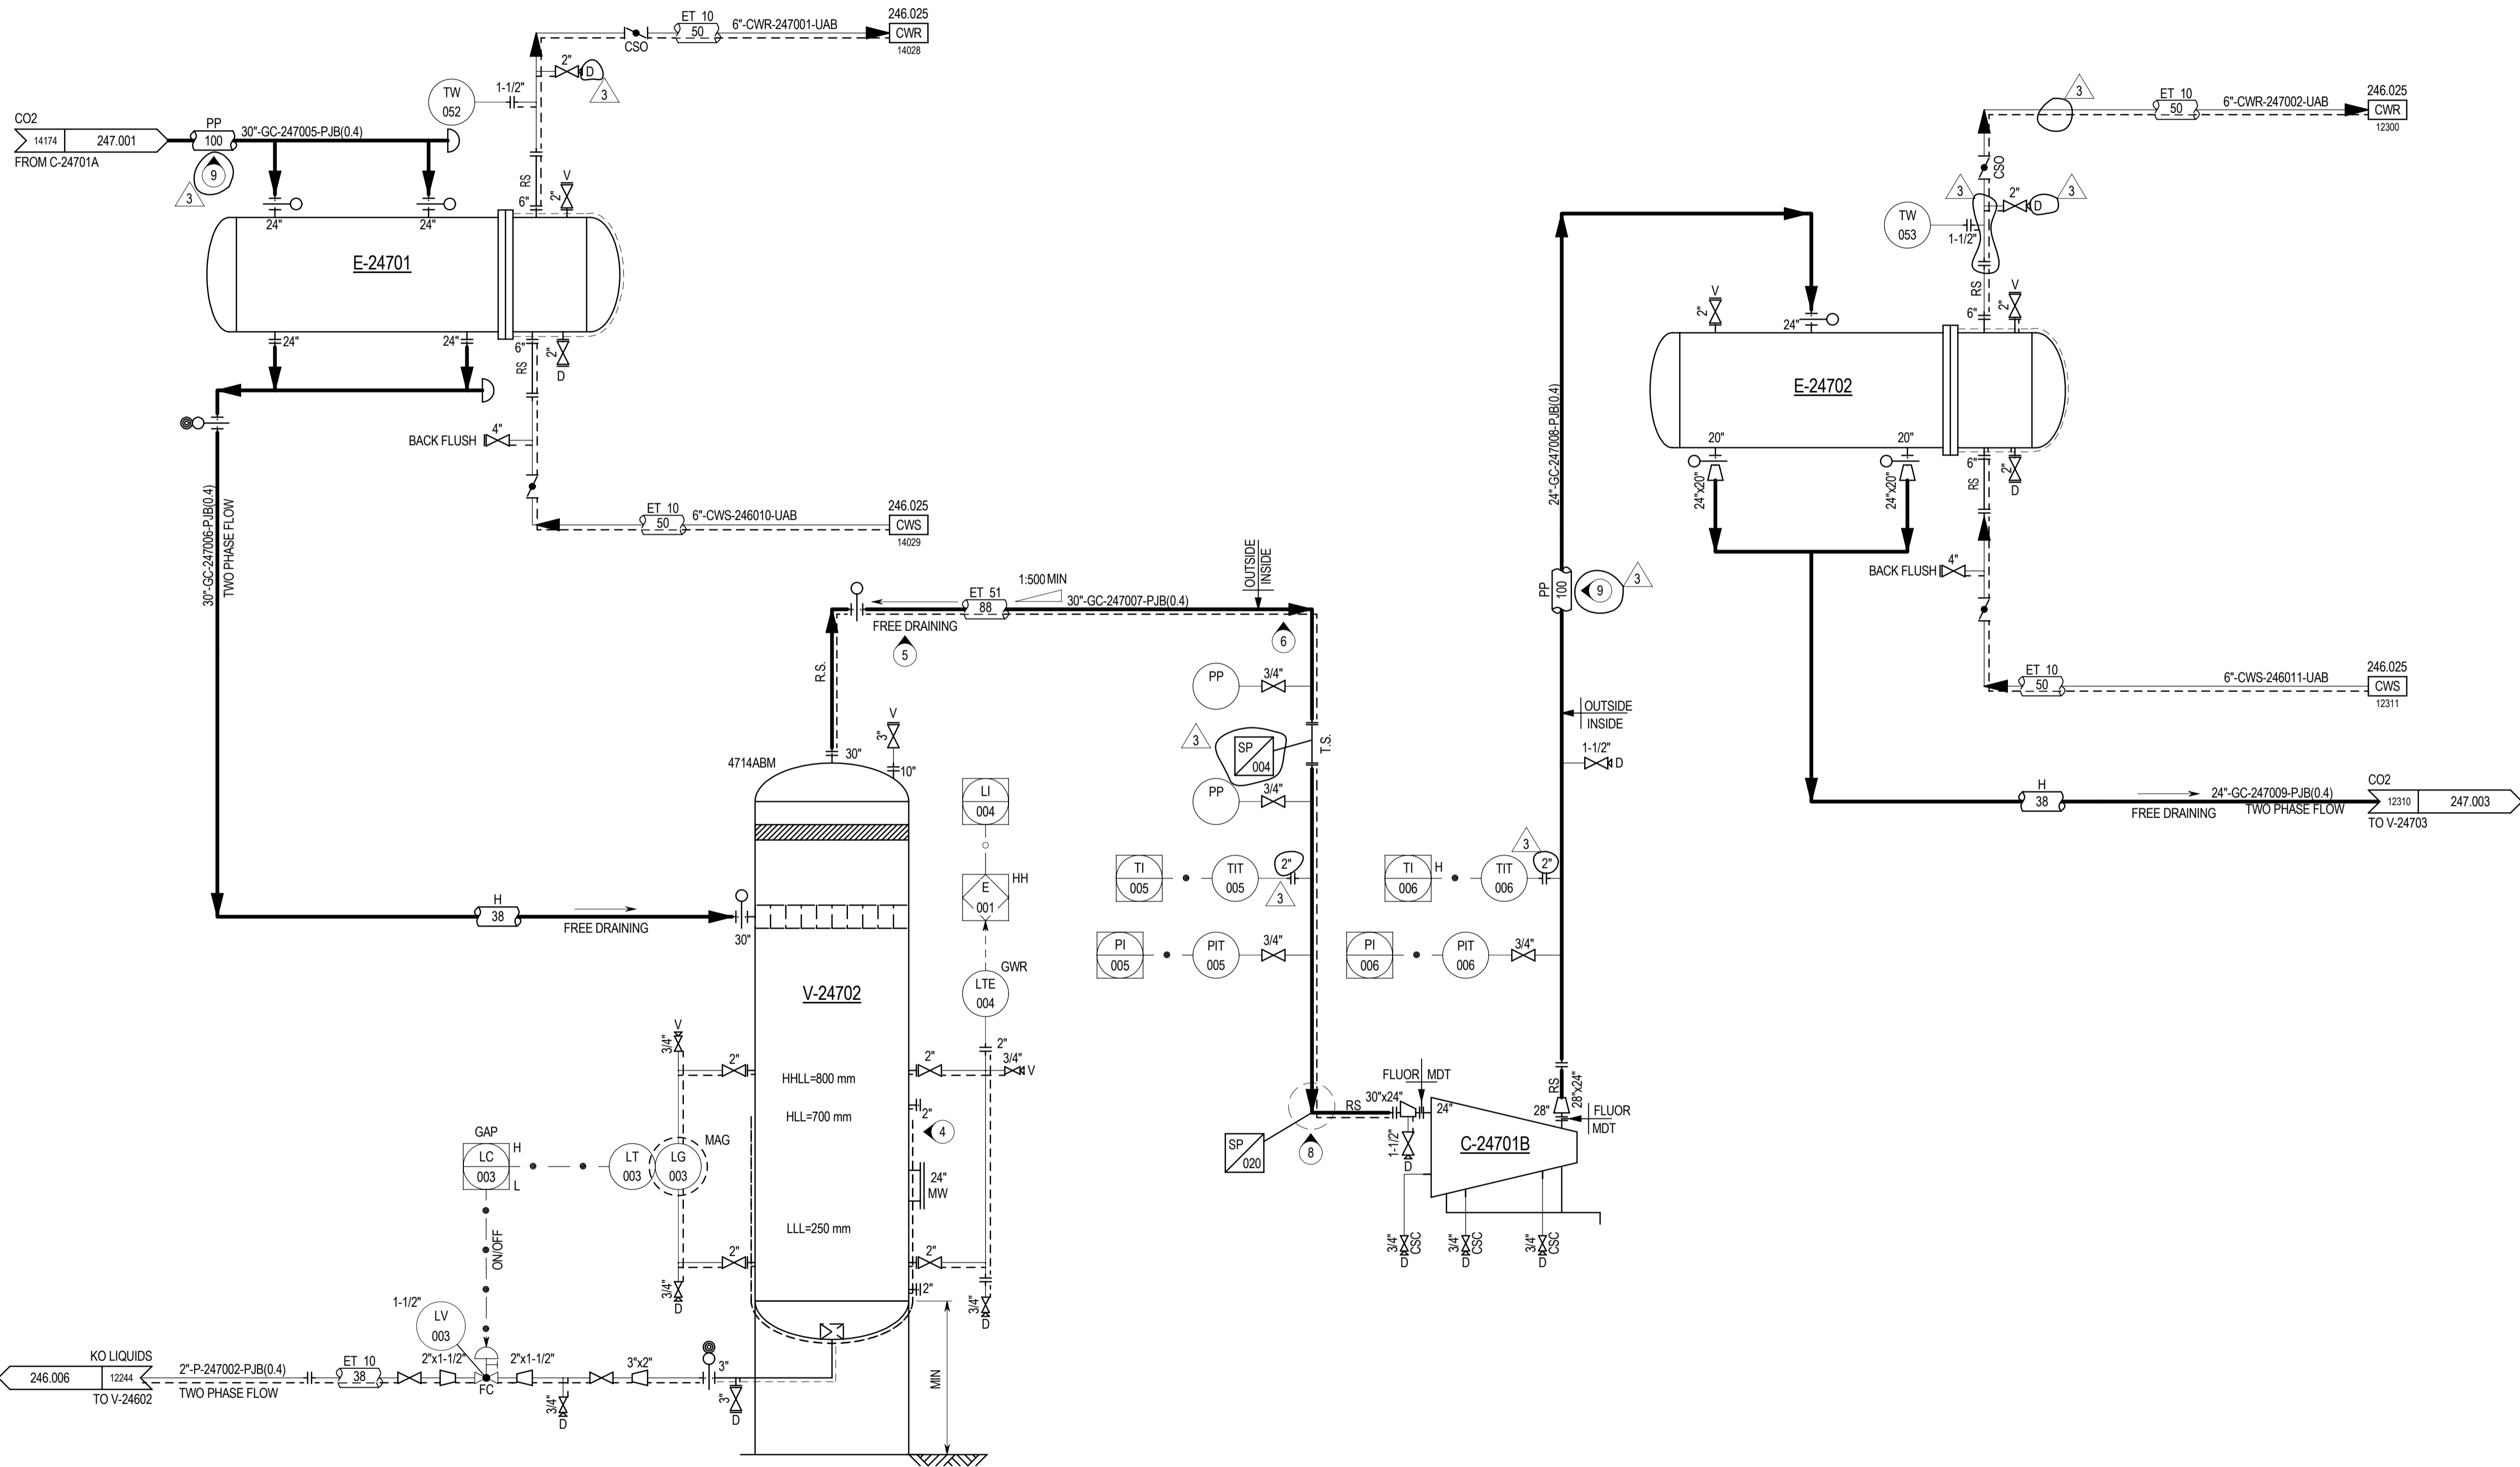 ET 10
50
6"-CWR-247001-UAB
246.025
CWR
14028
CSO
2"
D
3
TW
052
1-1/2"
CO2
14174
247.001
FROM C-24701A
PP
100
30"-GC-247005-PJB(0.4)
9
3
24"
24"
RS
6"
2"
V
E-24701
24"
24"
6"
RS
2"
D
BACK FLUSH
4"
30"-GC-247006-PJB(0.4)
TWO PHASE FLOW
ET 10
50
6"-CWS-246010-UAB
246.025
CWS
14029
H
38
FREE DRAINING
30"
R.S.
ET 51
88
1:500 MIN
30"-GC-247007-PJB(0.4)
FREE DRAINING
5
OUTSIDE
INSIDE
6
4714ABM
30"
3"
V
10"
V-24702
HHLL=800 mm
HLL=700 mm
LLL=250 mm
LI
004
E
001
HH
GWR
LTE
004
2"
3/4"
V
2"
2"
4
24"
MW
2"
2"
3/4"
D
V
3/4"
2"
MAG
LT
003
LG
003
2"
3/4"
D
GAP
LC
003
H
L
ON/OFF
1-1/2"
LV
003
FC
KO LIQUIDS
246.006
12244
TO V-24602
2"-P-247002-PJB(0.4)
TWO PHASE FLOW
ET 10
38
2"x1-1/2"
2"x1-1/2"
3/4"
D
3"x2"
3"
3"
D
MIN
PP
3/4"
3
SP
004
T.S.
PP
3/4"
TI
005
TIT
005
2"
3
PI
005
PIT
005
3/4"
TI
006
H
TIT
006
2"
3
PI
006
PIT
006
3/4"
SP
020
8
RS
30"x24"
FLUOR
MDT
24"
1-1/2"
D
C-24701B
28"
RS
28"x24"
FLUOR
MDT
3/4"
CSC
D
3/4"
CSC
D
3/4"
CSC
D
24"-GC-247008-PJB(0.4)
PP
100
9
3
OUTSIDE
INSIDE
1-1/2"
D
24"
2"
V
E-24702
20"
20"
24"x20"
24"x20"
3
ET 10
50
6"-CWR-247002-UAB
246.025
CWR
12300
CSO
3
2"
D
3
TW
053
1-1/2"
RS
6"
2"
V
6"
RS
2"
D
BACK FLUSH
4"
ET 10
50
6"-CWS-246011-UAB
246.025
CWS
12311
H
38
FREE DRAINING
24"-GC-247009-PJB(0.4)
TWO PHASE FLOW
CO2
12310
247.003
TO V-24703